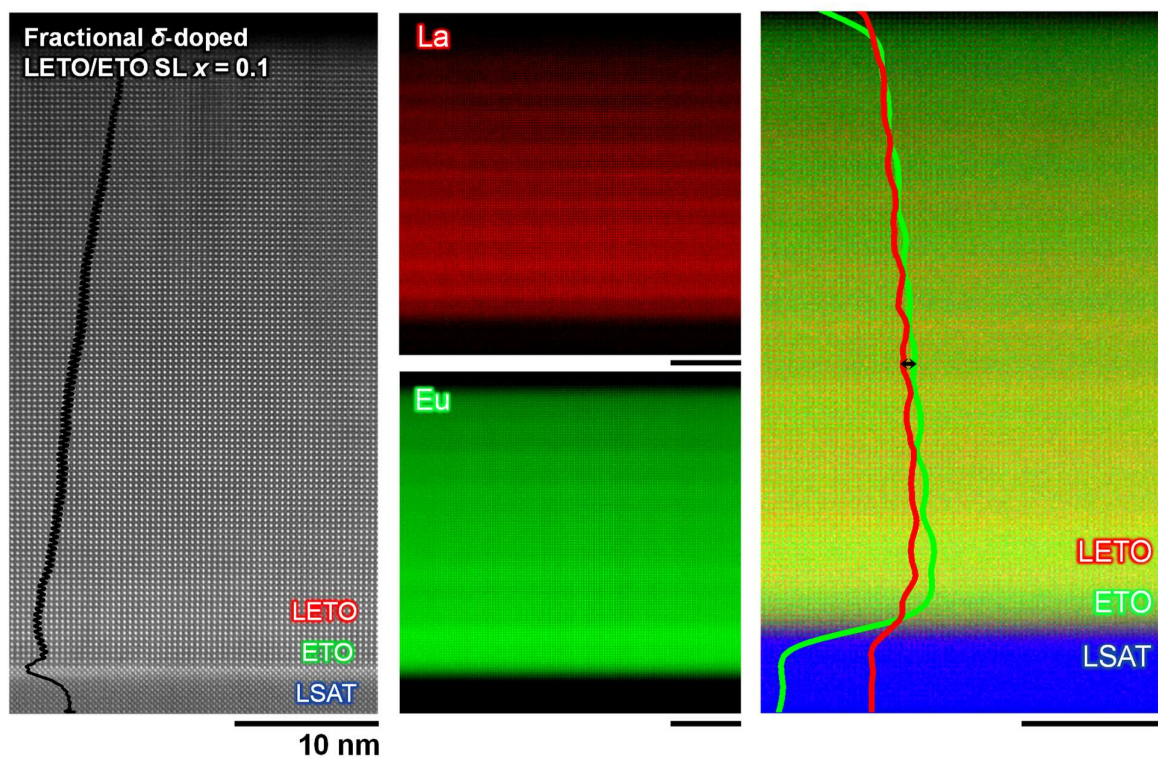 Fractional δ-doped
LETO/ETO SL x = 0.1
LETO
ETO
LSAT
10 nm
La
Eu
LETO
ETO
LSAT